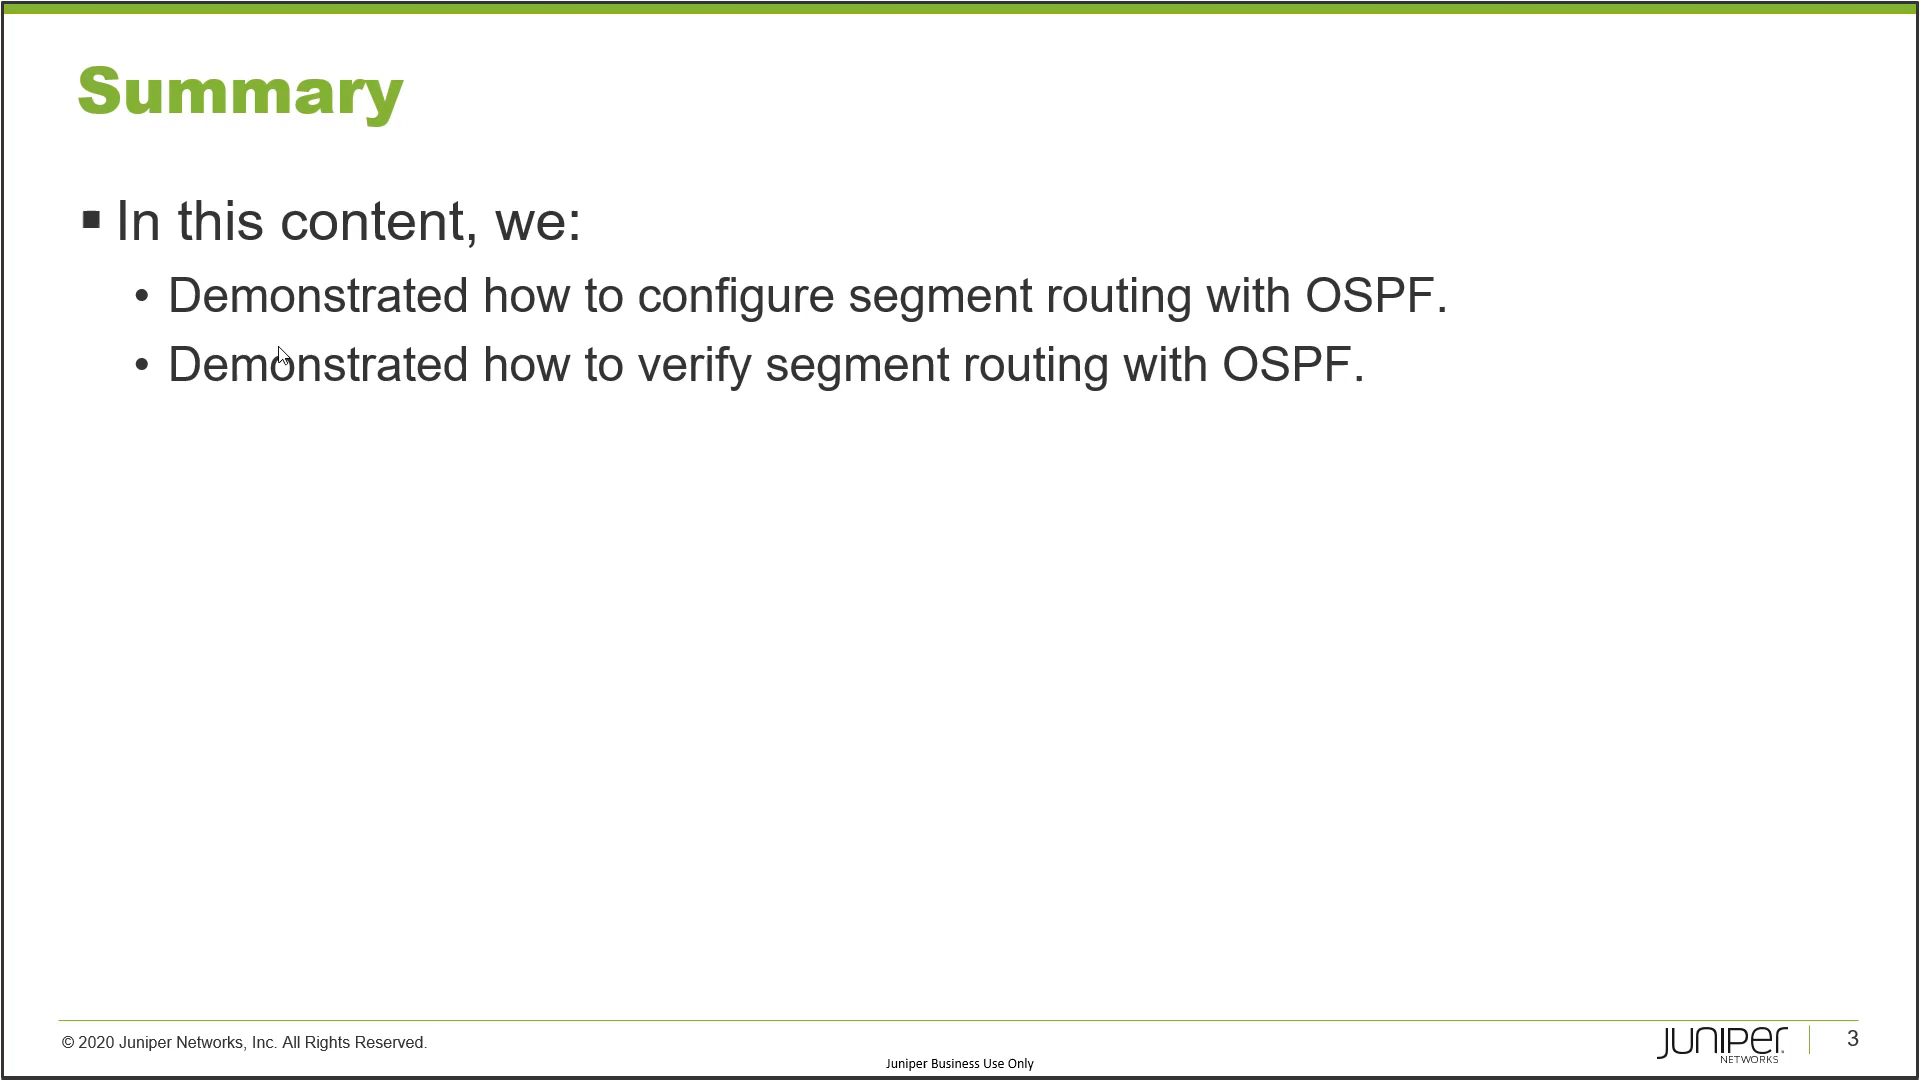 Summary
▪ In this content, we:
• Demonstrated how to configure segment routing with OSPF.
• Demonstrated how to verify segment routing with OSPF.
© 2020 Juniper Networks, Inc. All Rights Reserved.
JUNIPEr
NETWORKS
3
Juniper Business Use Only